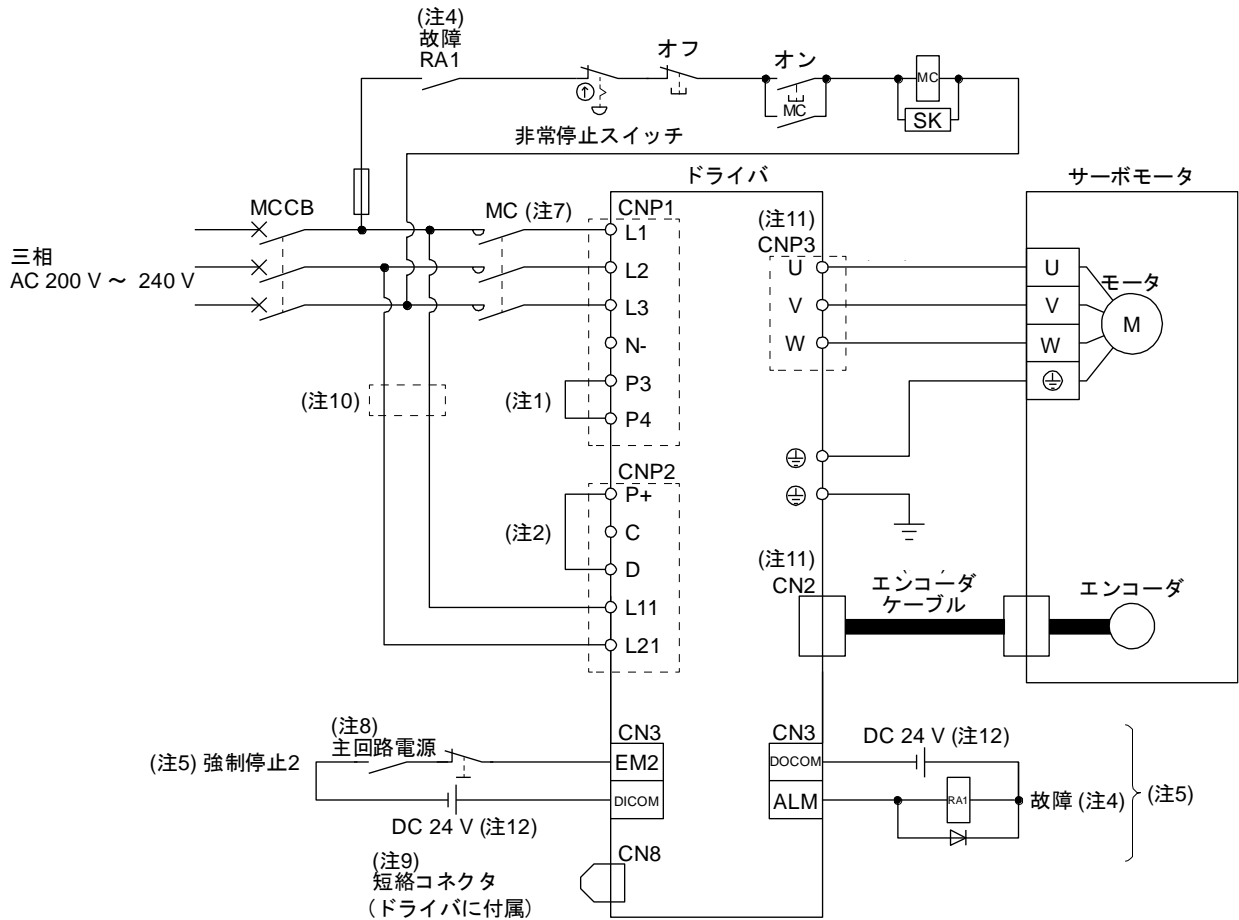 (注4)
故障
RA1
オフ
オン
MC
MC
SK
非常停止スイッチ
ドライバ
サーボモータ
MCCB
MC (注7)
CNP1
L1
L2
L3
N-
P3
P4
三相
AC 200 V ～ 240 V
(注10)
(注1)
(注11)
CNP3
U
V
W
U
V
W
モータ
M
CNP2
P+
C
D
L11
L21
(注2)
(注11)
CN2
エンコーダ
ケーブル
エンコーダ
(注5) 強制停止2
(注8)
主回路電源
CN3
EM2
DICOM
DC 24 V (注12)
CN3
DOCOM
ALM
DC 24 V (注12)
RA1
故障 (注4)
(注5)
(注9)
短絡コネクタ
(ドライバに付属)
CN8